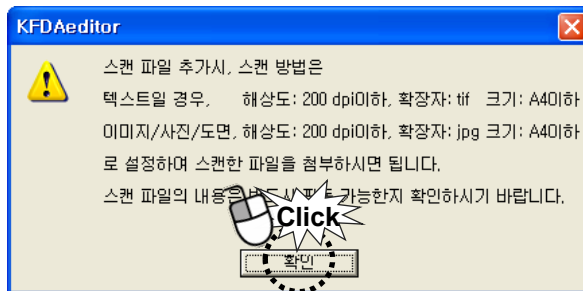 KFDAeditor
스캔 파일 추가시, 스캔 방법은
텍스트일 경우, 해상도: 200 dpi이하, 확장자: tif 크기: A4이하
이미지/사진/도면, 해상도: 200 dpi이하, 확장자: jpg 크기: A4이하
로 설정하여 스캔한 파일을 첨부하시면 됩니다.
스캔 파일의 내용은 가능한지 확인하시기 바랍니다.
Click
확인